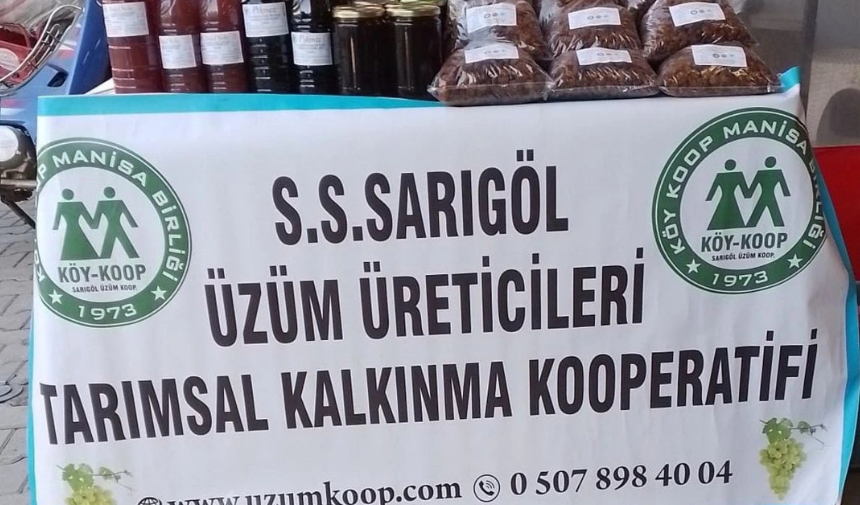 KÖY KOOP MANİSA BİRLİĞİ
KÖY-KOOP
SARIGÖL ÜZÜM KOOP.
1973
S.S.SARIGÖL
ÜZÜM ÜRETİCİLERİ
TARIMSAL KALKINMA KOOPERATİFİ
KÖY KOOP MANİSA BİRLİĞİ
KÖY-KOOP
SARIGÖL ÜZÜM KOOP.
1973
www.uzumkoop.com 0 507 898 40 04